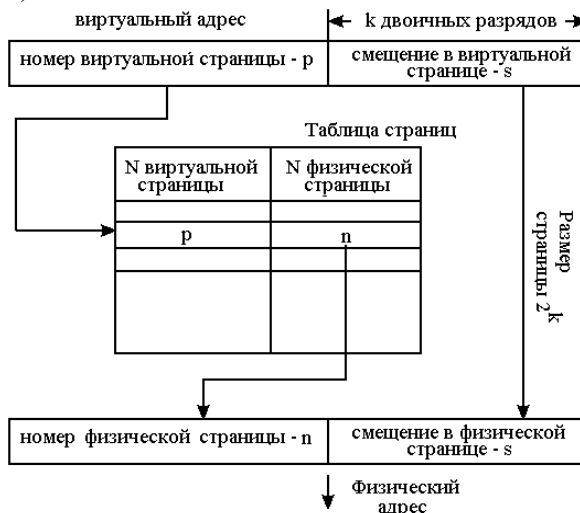 виртуальный адрес
k двоичных разрядов
номер виртуальной страницы - p
смещение в виртуальной
странице - s
Таблица страниц
N виртуальной
страницы
N физической
страницы
p
n
Размер
страницы 2^k
номер физической страницы - n
смещение в физической
странице - s
Физический
адрес